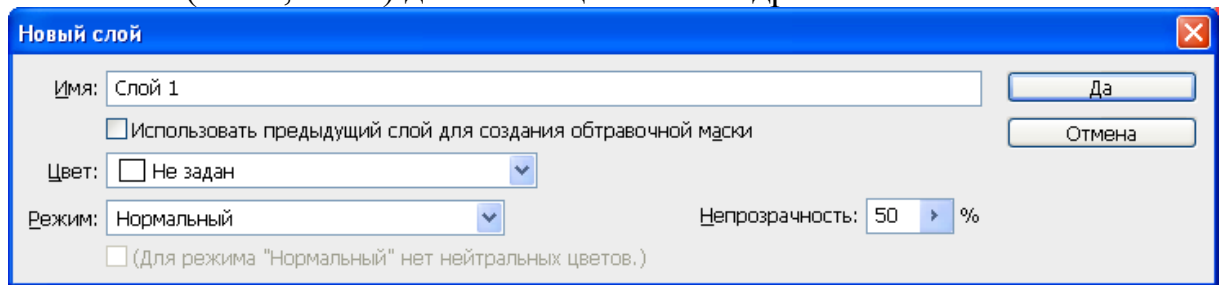 Новый слой
Имя: Слой 1
Да
Использовать предыдущий слой для создания обтравочной маски
Отмена
Цвет: Не задан
Режим: Нормальный Непрозрачность: 50 %
(Для режима "Нормальный" нет нейтральных цветов.)